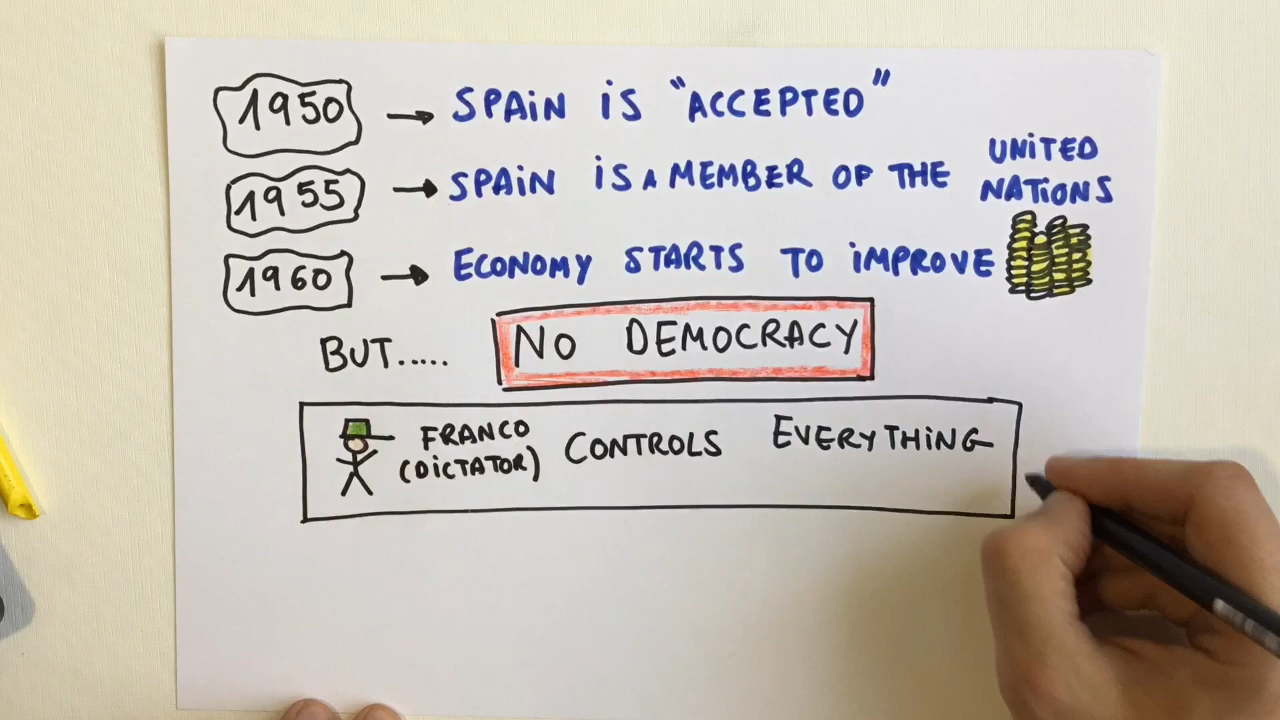 1950 → SPAiN iS "ACCEPTED"
1955 → SPAiN iS A MEMBER OF THE UNiTED NATiONS
1960 → ECONOMY STARTS TO iMPROVE
BUT...... NO DEMOCRACY
FRANCO (DiCTATOR) CONTROLS EVERYTHiNG